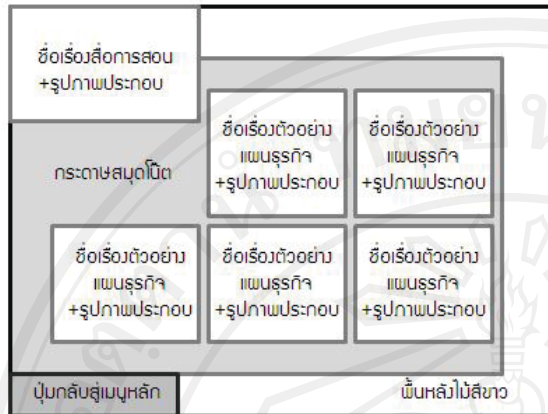 ชื่อเรื่องสื่อการสอน
+รูปภาพประกอบ
ชื่อเรื่องตัวอย่าง
แผนธุรกิจ
+รูปภาพประกอบ
ชื่อเรื่องตัวอย่าง
แผนธุรกิจ
+รูปภาพประกอบ
กระดาษสมุดโน๊ต
ชื่อเรื่องตัวอย่าง
แผนธุรกิจ
+รูปภาพประกอบ
ชื่อเรื่องตัวอย่าง
แผนธุรกิจ
+รูปภาพประกอบ
ชื่อเรื่องตัวอย่าง
แผนธุรกิจ
+รูปภาพประกอบ
ปุ่มกลับสู่เมนูหลัก
พื้นหลังไม้สีขาว